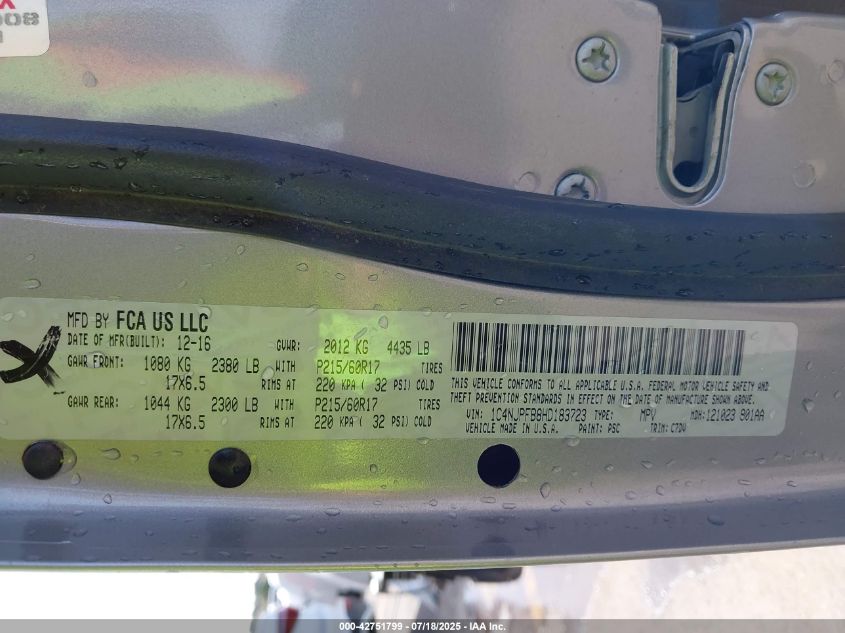 X
008
MFD BY FCA US LLC
DATE OF MFR(BUILT): 12-16 GVWR: 2012 KG 4435 LB
GAWR FRONT: 1080 KG 2380 LB WITH P215/60R17 TIRES
17X6.5 RIMS AT 220 KPA ( 32 PSI) COLD
GAWR REAR: 1044 KG 2300 LB WITH P215/60R17 TIRES
17X6.5 RIMS AT 220 KPA ( 32 PSI) COLD
THIS VEHICLE CONFORMS TO ALL APPLICABLE U.S.A. FEDERAL MOTOR VEHICLE SAFETY AND
THEFT PREVENTION STANDARDS IN EFFECT ON THE DATE OF MANUFACTURE SHOWN ABOVE.
VIN: 1C4NJPFB8HD183723 TYPE: MPV MDH: 121023 901AA
VEHICLE MADE IN U.S.A. PAINT: PSC TRIM: C7DV
000-42751799 - 07/18/2025 - IAA Inc.